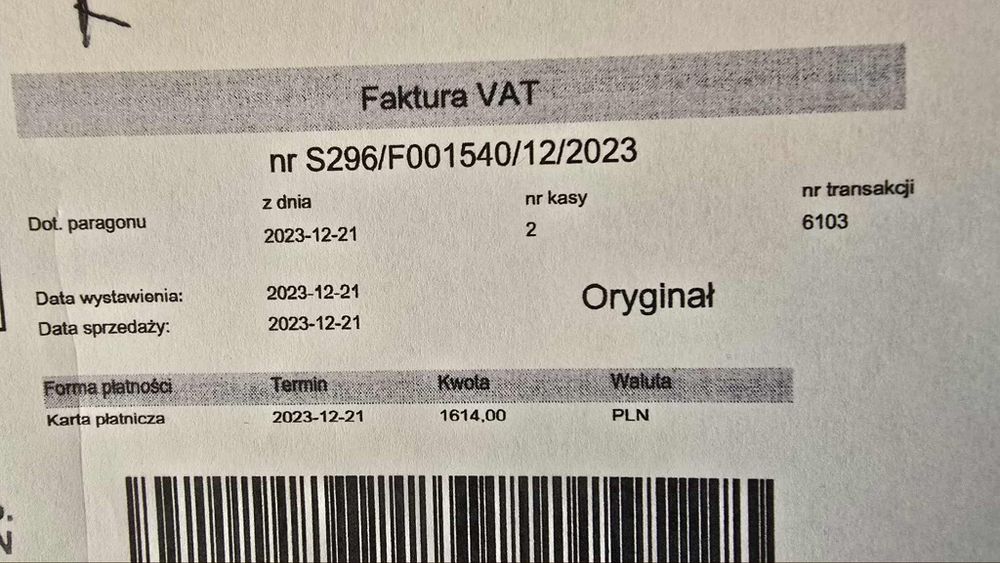 Faktura VAT
nr S296/F001540/12/2023
z dnia nr kasy nr transakcji
Dot. paragonu 2023-12-21 2 6103
Data wystawienia: 2023-12-21
Oryginał
Data sprzedaży: 2023-12-21
Forma płatności Termin Kwota Waluta
Karta płatnicza 2023-12-21 1614,00 PLN